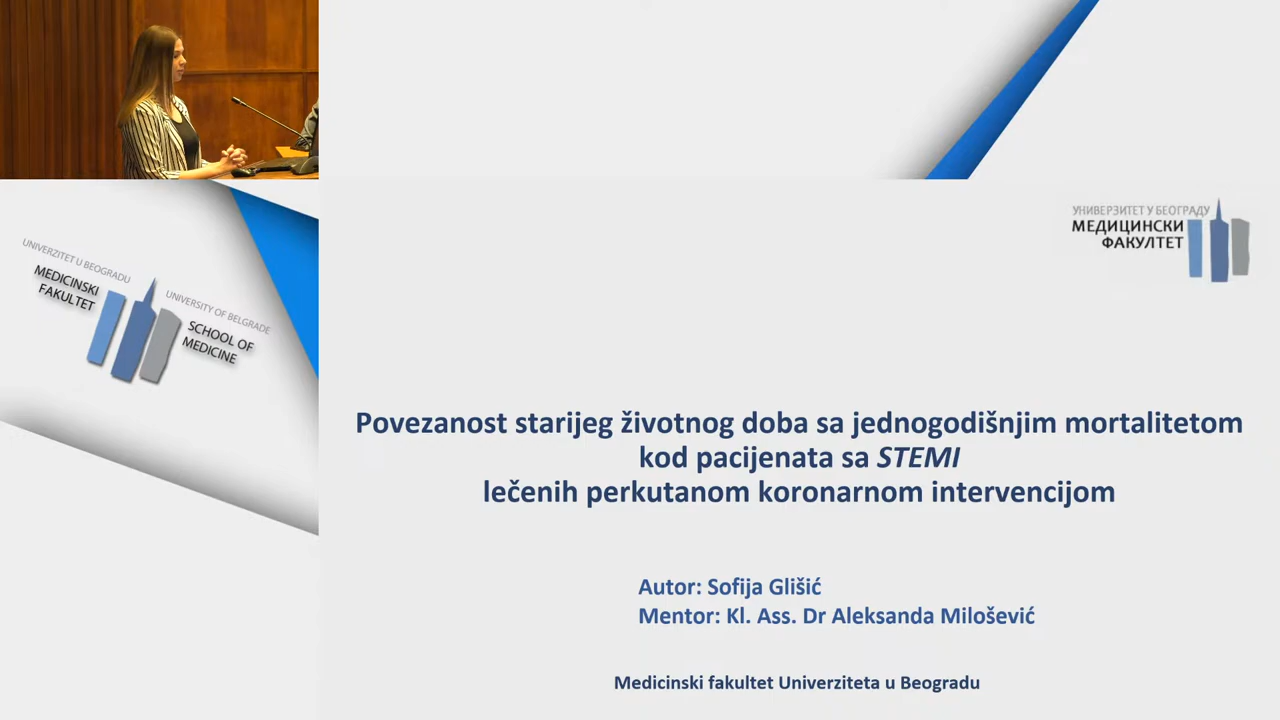 UNIVERZITET U BEOGRADU
MEDICINSKI
FAKULTET
UNIVERSITY OF BELGRADE
SCHOOL OF
MEDICINE
УНИВЕРЗИТЕТ У БЕОГРАДУ
МЕДИЦИНСКИ
ФАКУЛТЕТ
Povezanost starijeg životnog doba sa jednogodišnjim mortalitetom
kod pacijenata sa STEMI
lečenih perkutanom koronarnom intervencijom
Autor: Sofija Glišić
Mentor: Kl. Ass. Dr Aleksanda Milošević
Medicinski fakultet Univerziteta u Beogradu